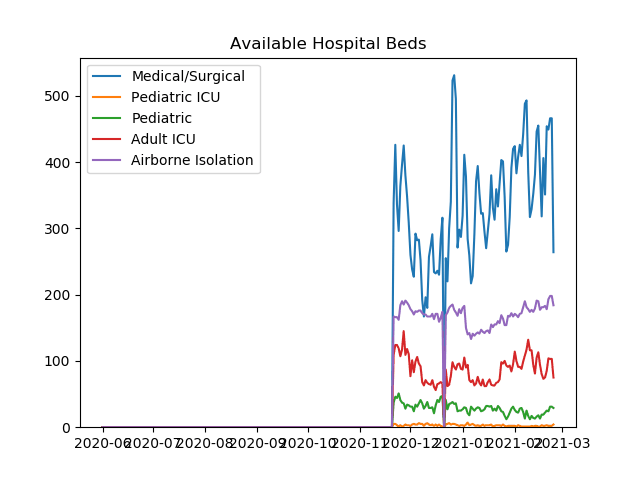 Available Hospital Beds
Medical/Surgical
Pediatric ICU
Pediatric
Adult ICU
Airborne Isolation
500
400
300
200
100
0
2020-06 2020-07 2020-08 2020-09 2020-10 2020-11 2020-12 2021-01 2021-02 2021-03